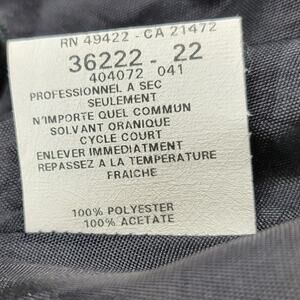 RN 49422 - CA 21472
36222 - 22
404072 041
PROFESSIONNEL A SEC
SEULEMENT
N'IMPORTE QUEL COMMUN
SOLVANT ORANIQUE
CYCLE COURT
ENLEVER IMMEDIATMENT
REPASSEZ A LA TEMPERATURE
FRAICHE
100% POLYESTER
100% ACETATE